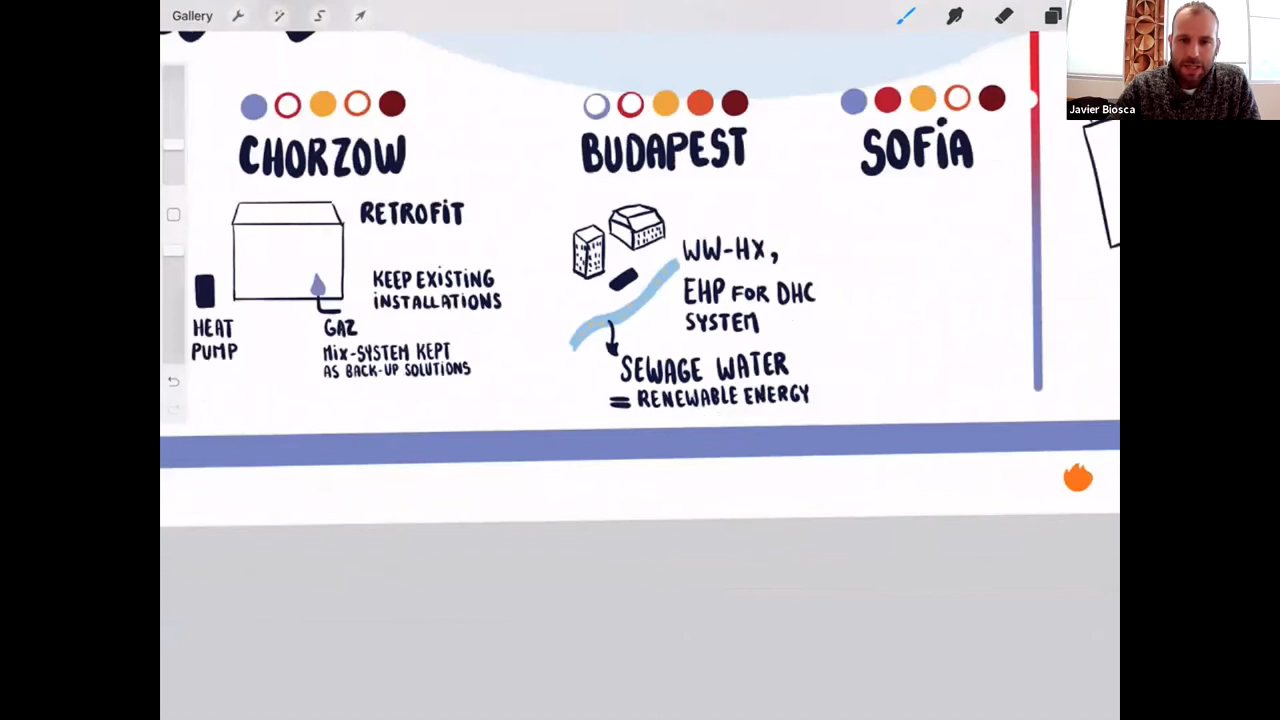 Gallery
Javier Biosca
CHORZOW
RETROFiT
KEEP EXiSTiNG
iNSTALLATiONS
HEAT
PUMP
GAZ
Mix-SYSTEM KEPT
AS BACK-UP SOLUTiONS
BUDAPEST
WW-HX,
EHP FOR DHC
SYSTEM
SEWAGE WATER
= RENEWABLE ENERGY
SOFiA